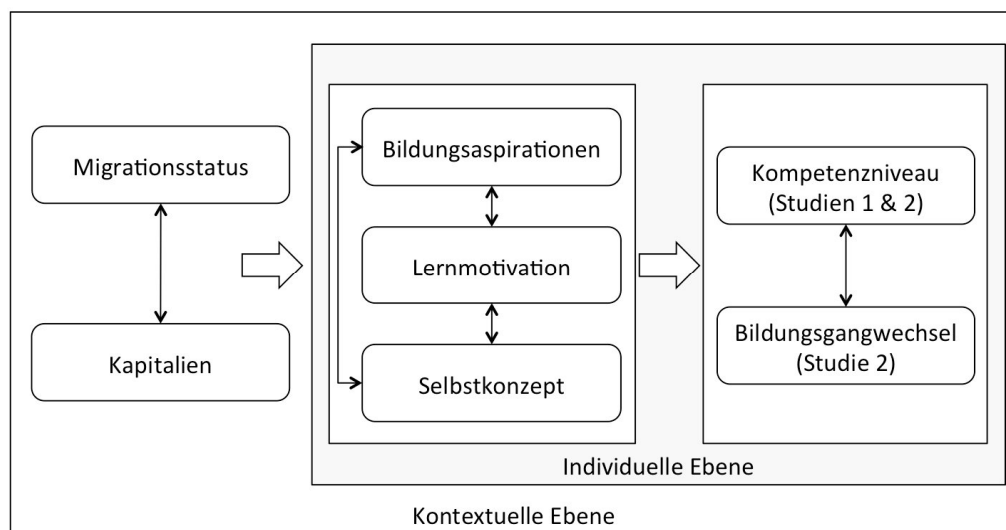 Migrationsstatus
Kapitalien
Bildungsaspirationen
Lernmotivation
Selbstkonzept
Kompetenzniveau
(Studien 1 & 2)
Bildungsgangwechsel
(Studie 2)
Individuelle Ebene
Kontextuelle Ebene